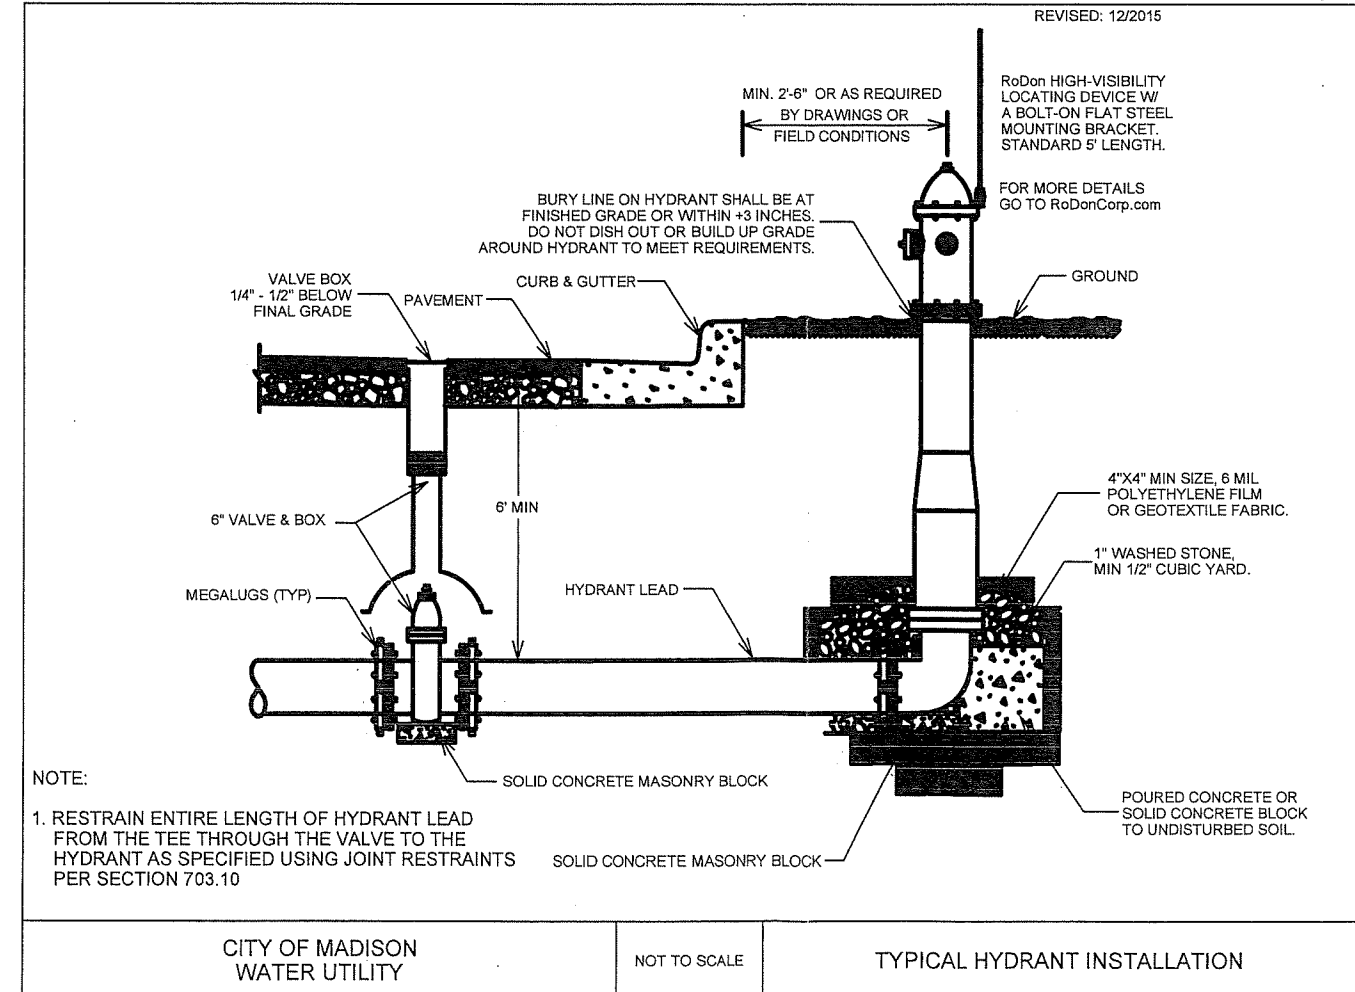 REVISED: 12/2015
RoDon HIGH-VISIBILITY
LOCATING DEVICE W/
A BOLT-ON FLAT STEEL
MOUNTING BRACKET.
STANDARD 5' LENGTH.
FOR MORE DETAILS
GO TO RoDonCorp.com
MIN. 2'-6" OR AS REQUIRED
BY DRAWINGS OR
FIELD CONDITIONS
BURY LINE ON HYDRANT SHALL BE AT
FINISHED GRADE OR WITHIN +3 INCHES.
DO NOT DISH OUT OR BUILD UP GRADE
AROUND HYDRANT TO MEET REQUIREMENTS.
VALVE BOX
1/4" - 1/2" BELOW
FINAL GRADE
PAVEMENT
CURB & GUTTER
GROUND
6" VALVE & BOX
6' MIN
4"X4" MIN SIZE, 6 MIL
POLYETHYLENE FILM
OR GEOTEXTILE FABRIC.
1" WASHED STONE,
MIN 1/2" CUBIC YARD.
MEGALUGS (TYP)
HYDRANT LEAD
SOLID CONCRETE MASONRY BLOCK
POURED CONCRETE OR
SOLID CONCRETE BLOCK
TO UNDISTURBED SOIL.
SOLID CONCRETE MASONRY BLOCK
NOTE:
1. RESTRAIN ENTIRE LENGTH OF HYDRANT LEAD
FROM THE TEE THROUGH THE VALVE TO THE
HYDRANT AS SPECIFIED USING JOINT RESTRAINTS
PER SECTION 703.10
CITY OF MADISON
WATER UTILITY
NOT TO SCALE
TYPICAL HYDRANT INSTALLATION